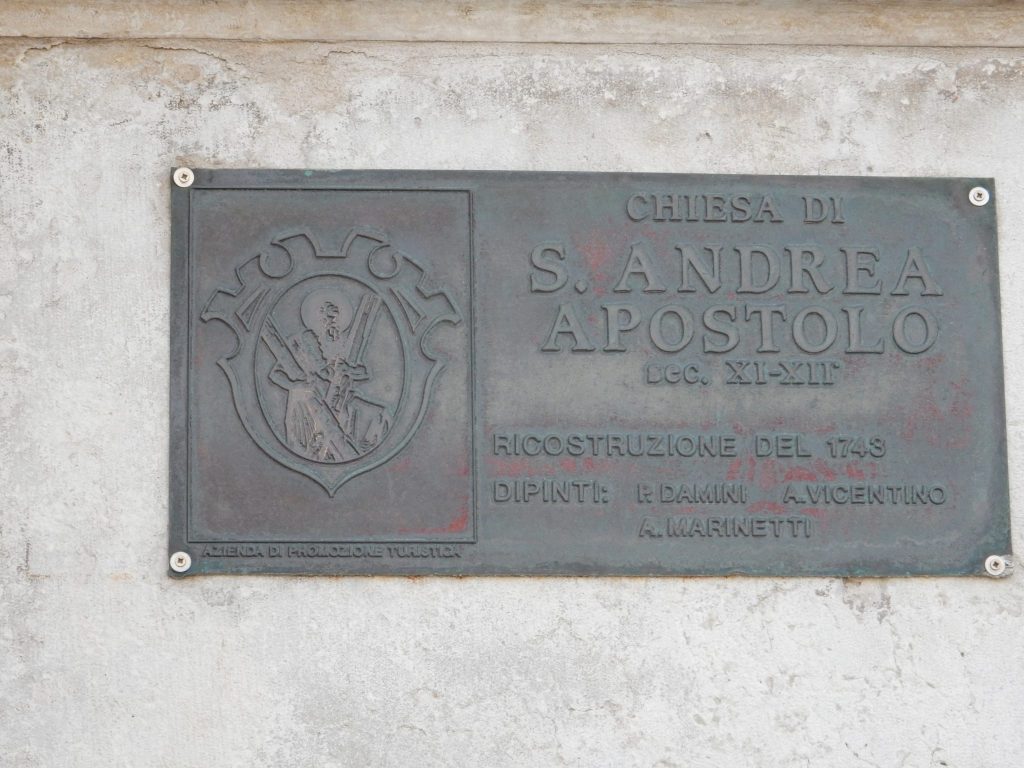 CHIESA DI
S. ANDREA
APOSTOLO
sec. XI-XII
RICOSTRUZIONE DEL 1743
DIPINTI: P. DAMINI A. VICENTINO
A. MARINETTI
AZIENDA DI PROMOZIONE TURISTICA